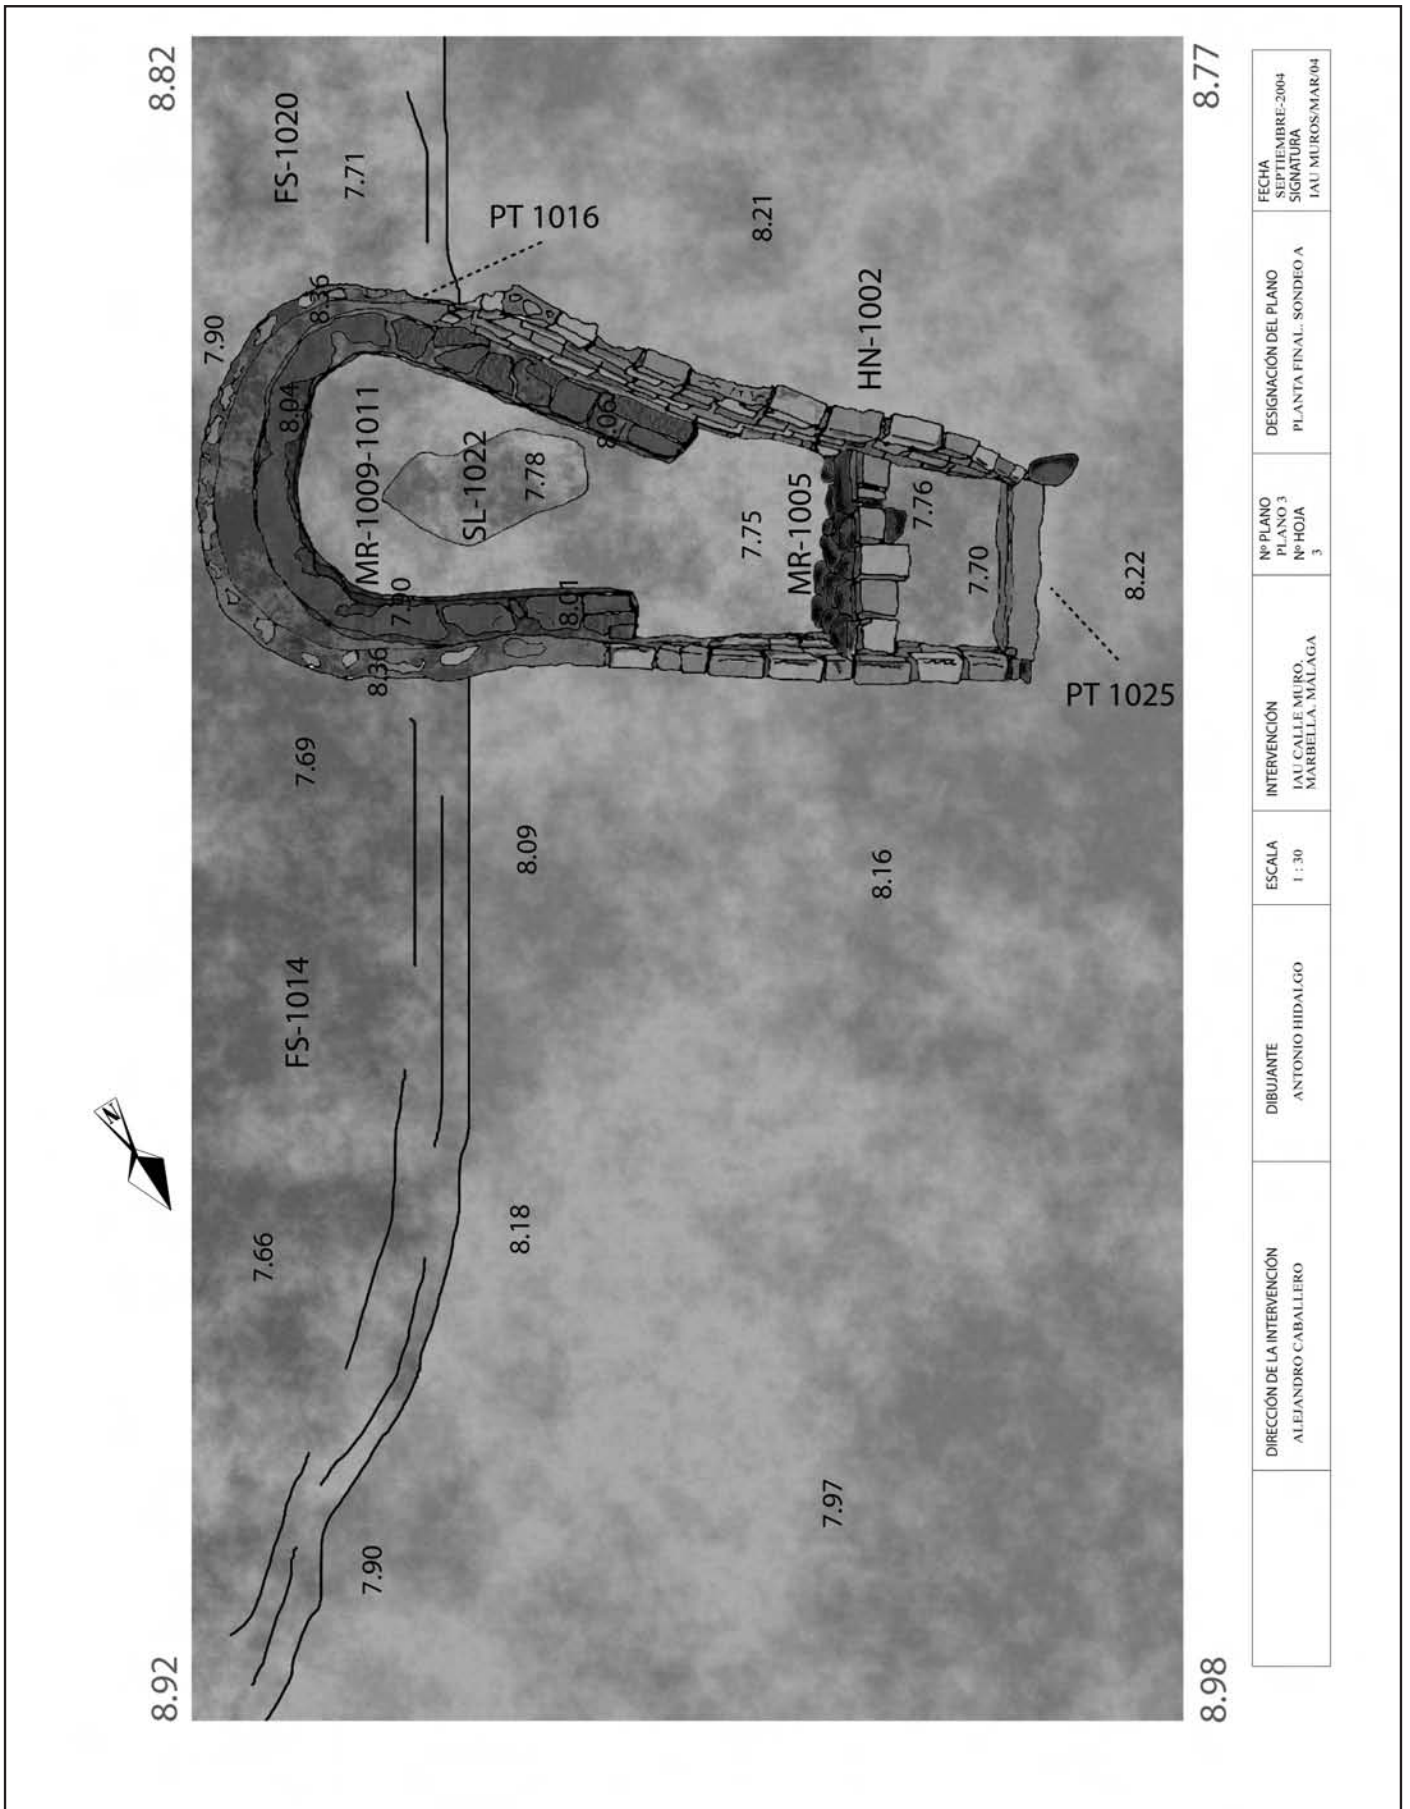 8.82
8.77
FS-1020
7.71
PT 1016
8.21
7.90
8.36
8.04
MR-1009-1011
SL-1022
7.78
8.06
HN-1002
7.75
MR-1005
7.76
7.70
8.22
7.90
8.01
8.36
PT 1025
7.69
8.09
8.16
FS-1014
N
7.66
8.18
7.90
7.97
8.92
8.98
DIRECCIÓN DE LA INTERVENCIÓN
ALEJANDRO CABALLERO
DIBUJANTE
ANTONIO HIDALGO
ESCALA
1 : 30
INTERVENCIÓN
IAU CALLE MURO.
MARBELLA. MÁLAGA
Nº PLANO
PLANO 3
Nº HOJA
3
DESIGNACIÓN DEL PLANO
PLANTA FINAL. SONDEO A
FECHA
SEPTIEMBRE-2004
SIGNATURA
IAU MUROS/MAR/04